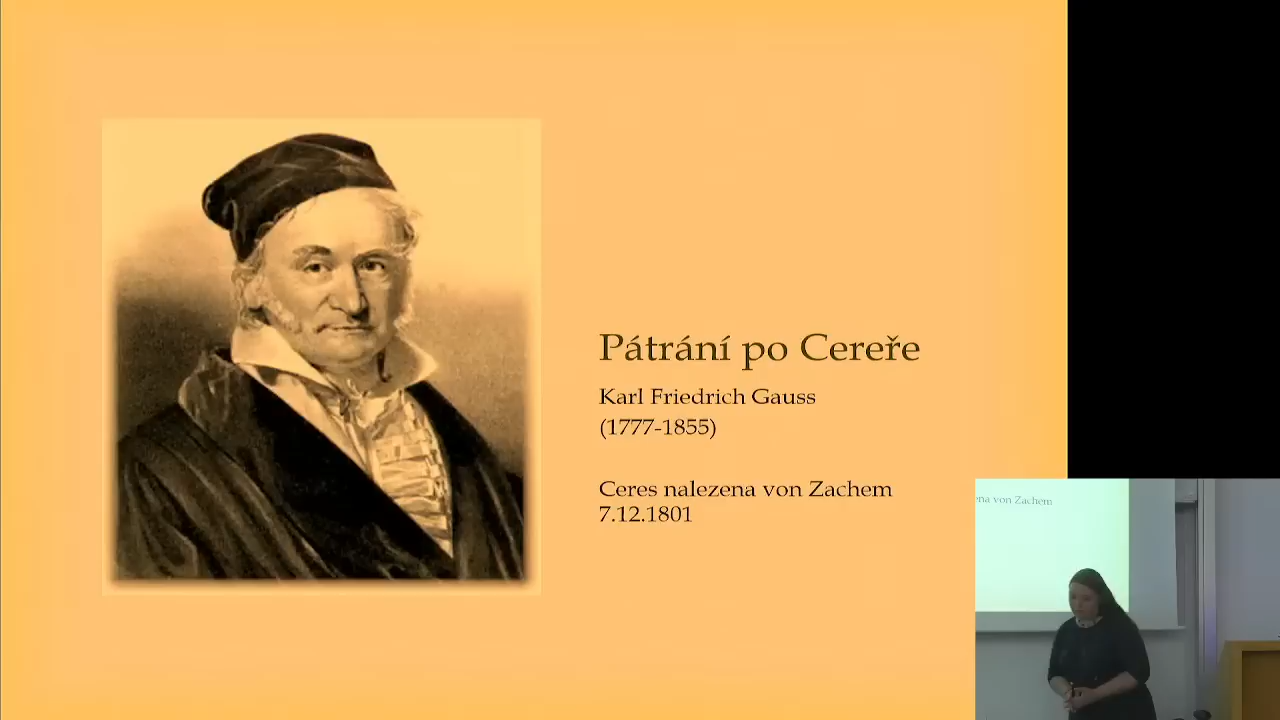 Pátrání po Cereře
Karl Friedrich Gauss
(1777-1855)
Ceres nalezena von Zachem
7.12.1801
ena von Zachem